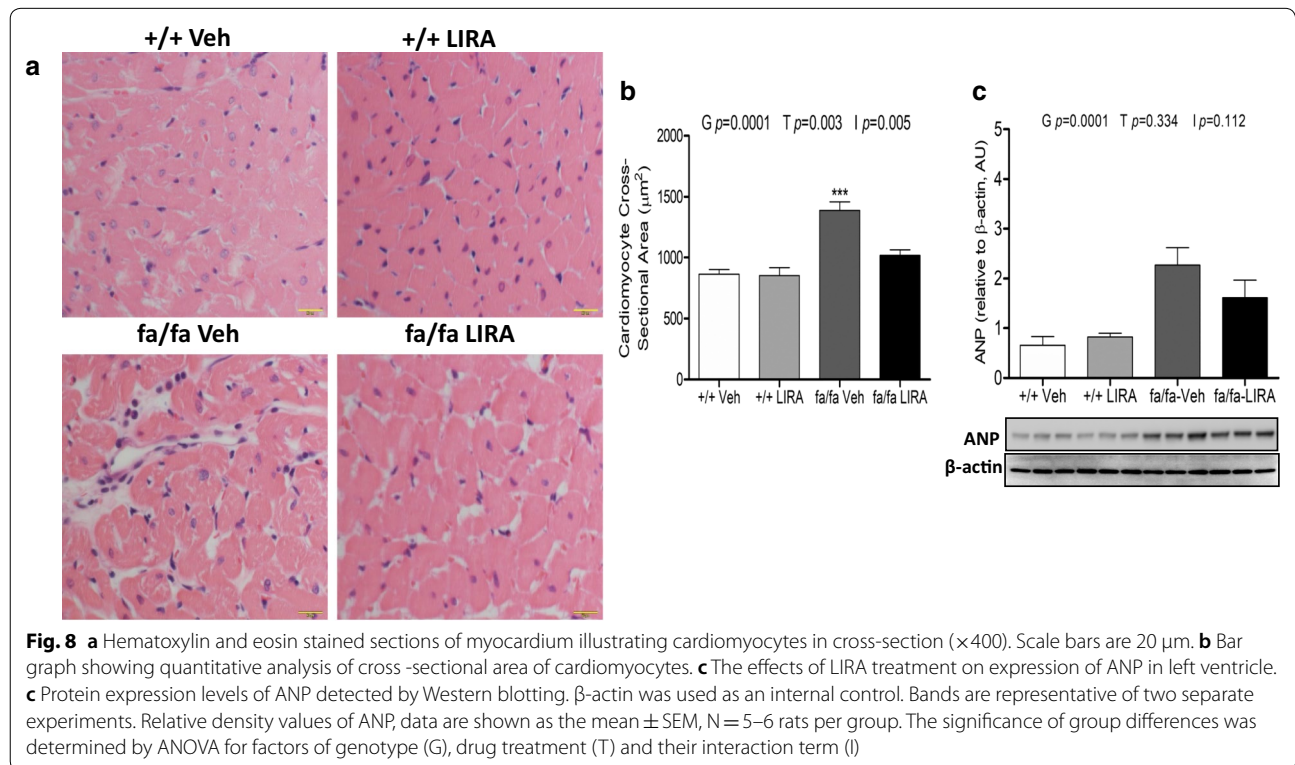 +/+ Veh
+/+ LIRA
a
fa/fa Veh
fa/fa LIRA
b
G p=0.0001 T p=0.003 I p=0.005
Cardiomyocyte Cross-
Sectional Area (μm²)
2000
1500
1000
500
0
***
+/+ Veh
+/+ LIRA
fa/fa Veh
fa/fa LIRA
c
G p=0.0001 T p=0.334 I p=0.112
ANP (relative to β-actin, AU)
5
4
3
2
1
0
+/+ Veh
+/+ LIRA
fa/fa-Veh
fa/fa-LIRA
ANP
β-actin
Fig. 8 a Hematoxylin and eosin stained sections of myocardium illustrating cardiomyocytes in cross-section (×400). Scale bars are 20 μm. b Bar
graph showing quantitative analysis of cross -sectional area of cardiomyocytes. c The effects of LIRA treatment on expression of ANP in left ventricle.
c Protein expression levels of ANP detected by Western blotting. β-actin was used as an internal control. Bands are representative of two separate
experiments. Relative density values of ANP, data are shown as the mean ± SEM, N = 5–6 rats per group. The significance of group differences was
determined by ANOVA for factors of genotype (G), drug treatment (T) and their interaction term (I)